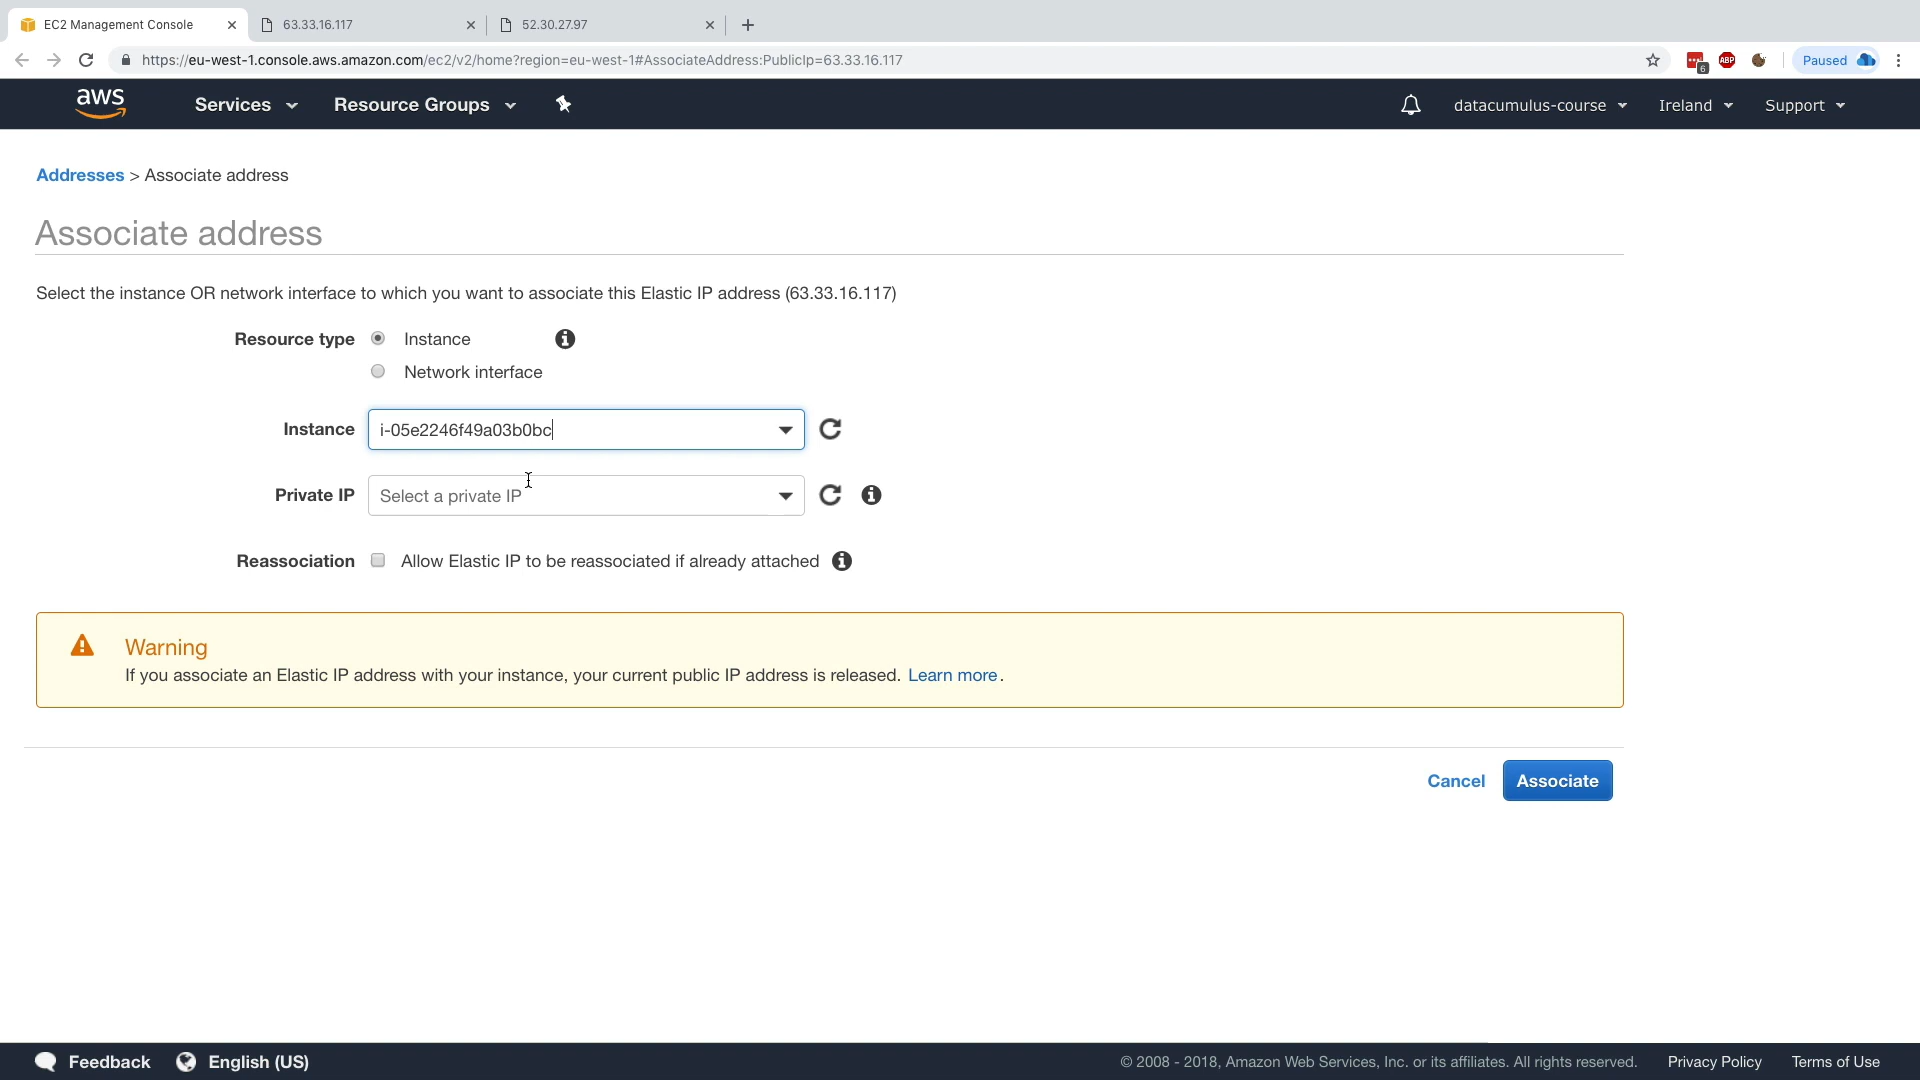 EC2 Management Console
63.33.16.117
52.30.27.97
https://eu-west-1.console.aws.amazon.com/ec2/v2/home?region=eu-west-1#AssociateAddress:PublicIp=63.33.16.117
6
ABP
Paused
aws
Services
Resource Groups
datacumulus-course
Ireland
Support
Addresses > Associate address
Associate address
Select the instance OR network interface to which you want to associate this Elastic IP address (63.33.16.117)
Resource type
Instance
Network interface
Instance
i-05e2246f49a03b0bc
Private IP
Select a private IP
Reassociation
Allow Elastic IP to be reassociated if already attached
Warning
If you associate an Elastic IP address with your instance, your current public IP address is released. Learn more.
Cancel
Associate
Feedback
English (US)
© 2008 - 2018, Amazon Web Services, Inc. or its affiliates. All rights reserved.
Privacy Policy
Terms of Use